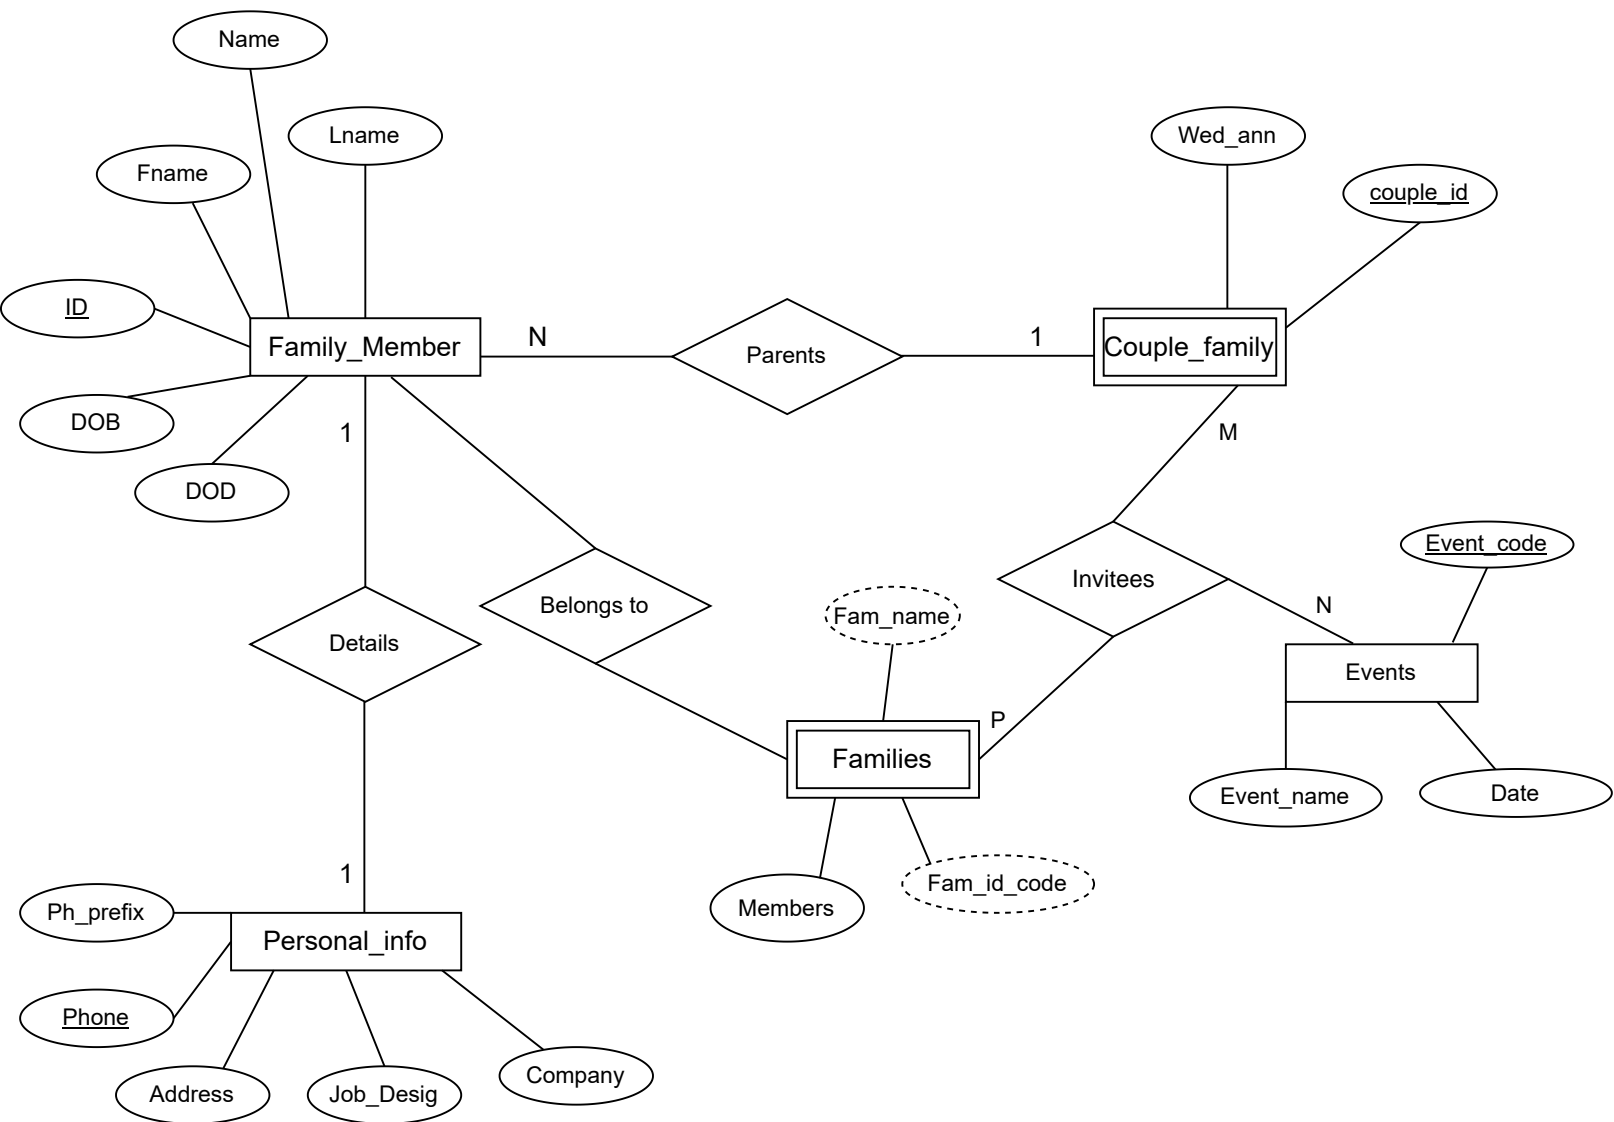 Name
Lname
Wed_ann
Fname
couple_id
ID
Family_Member
N
Parents
1
Couple_family
DOB
1
M
DOD
Event_code
Invitees
Belongs to
N
Fam_name
Details
Events
P
Families
Event_name
Date
1
Fam_id_code
Members
Ph_prefix
Personal_info
Phone
Company
Address
Job_Desig